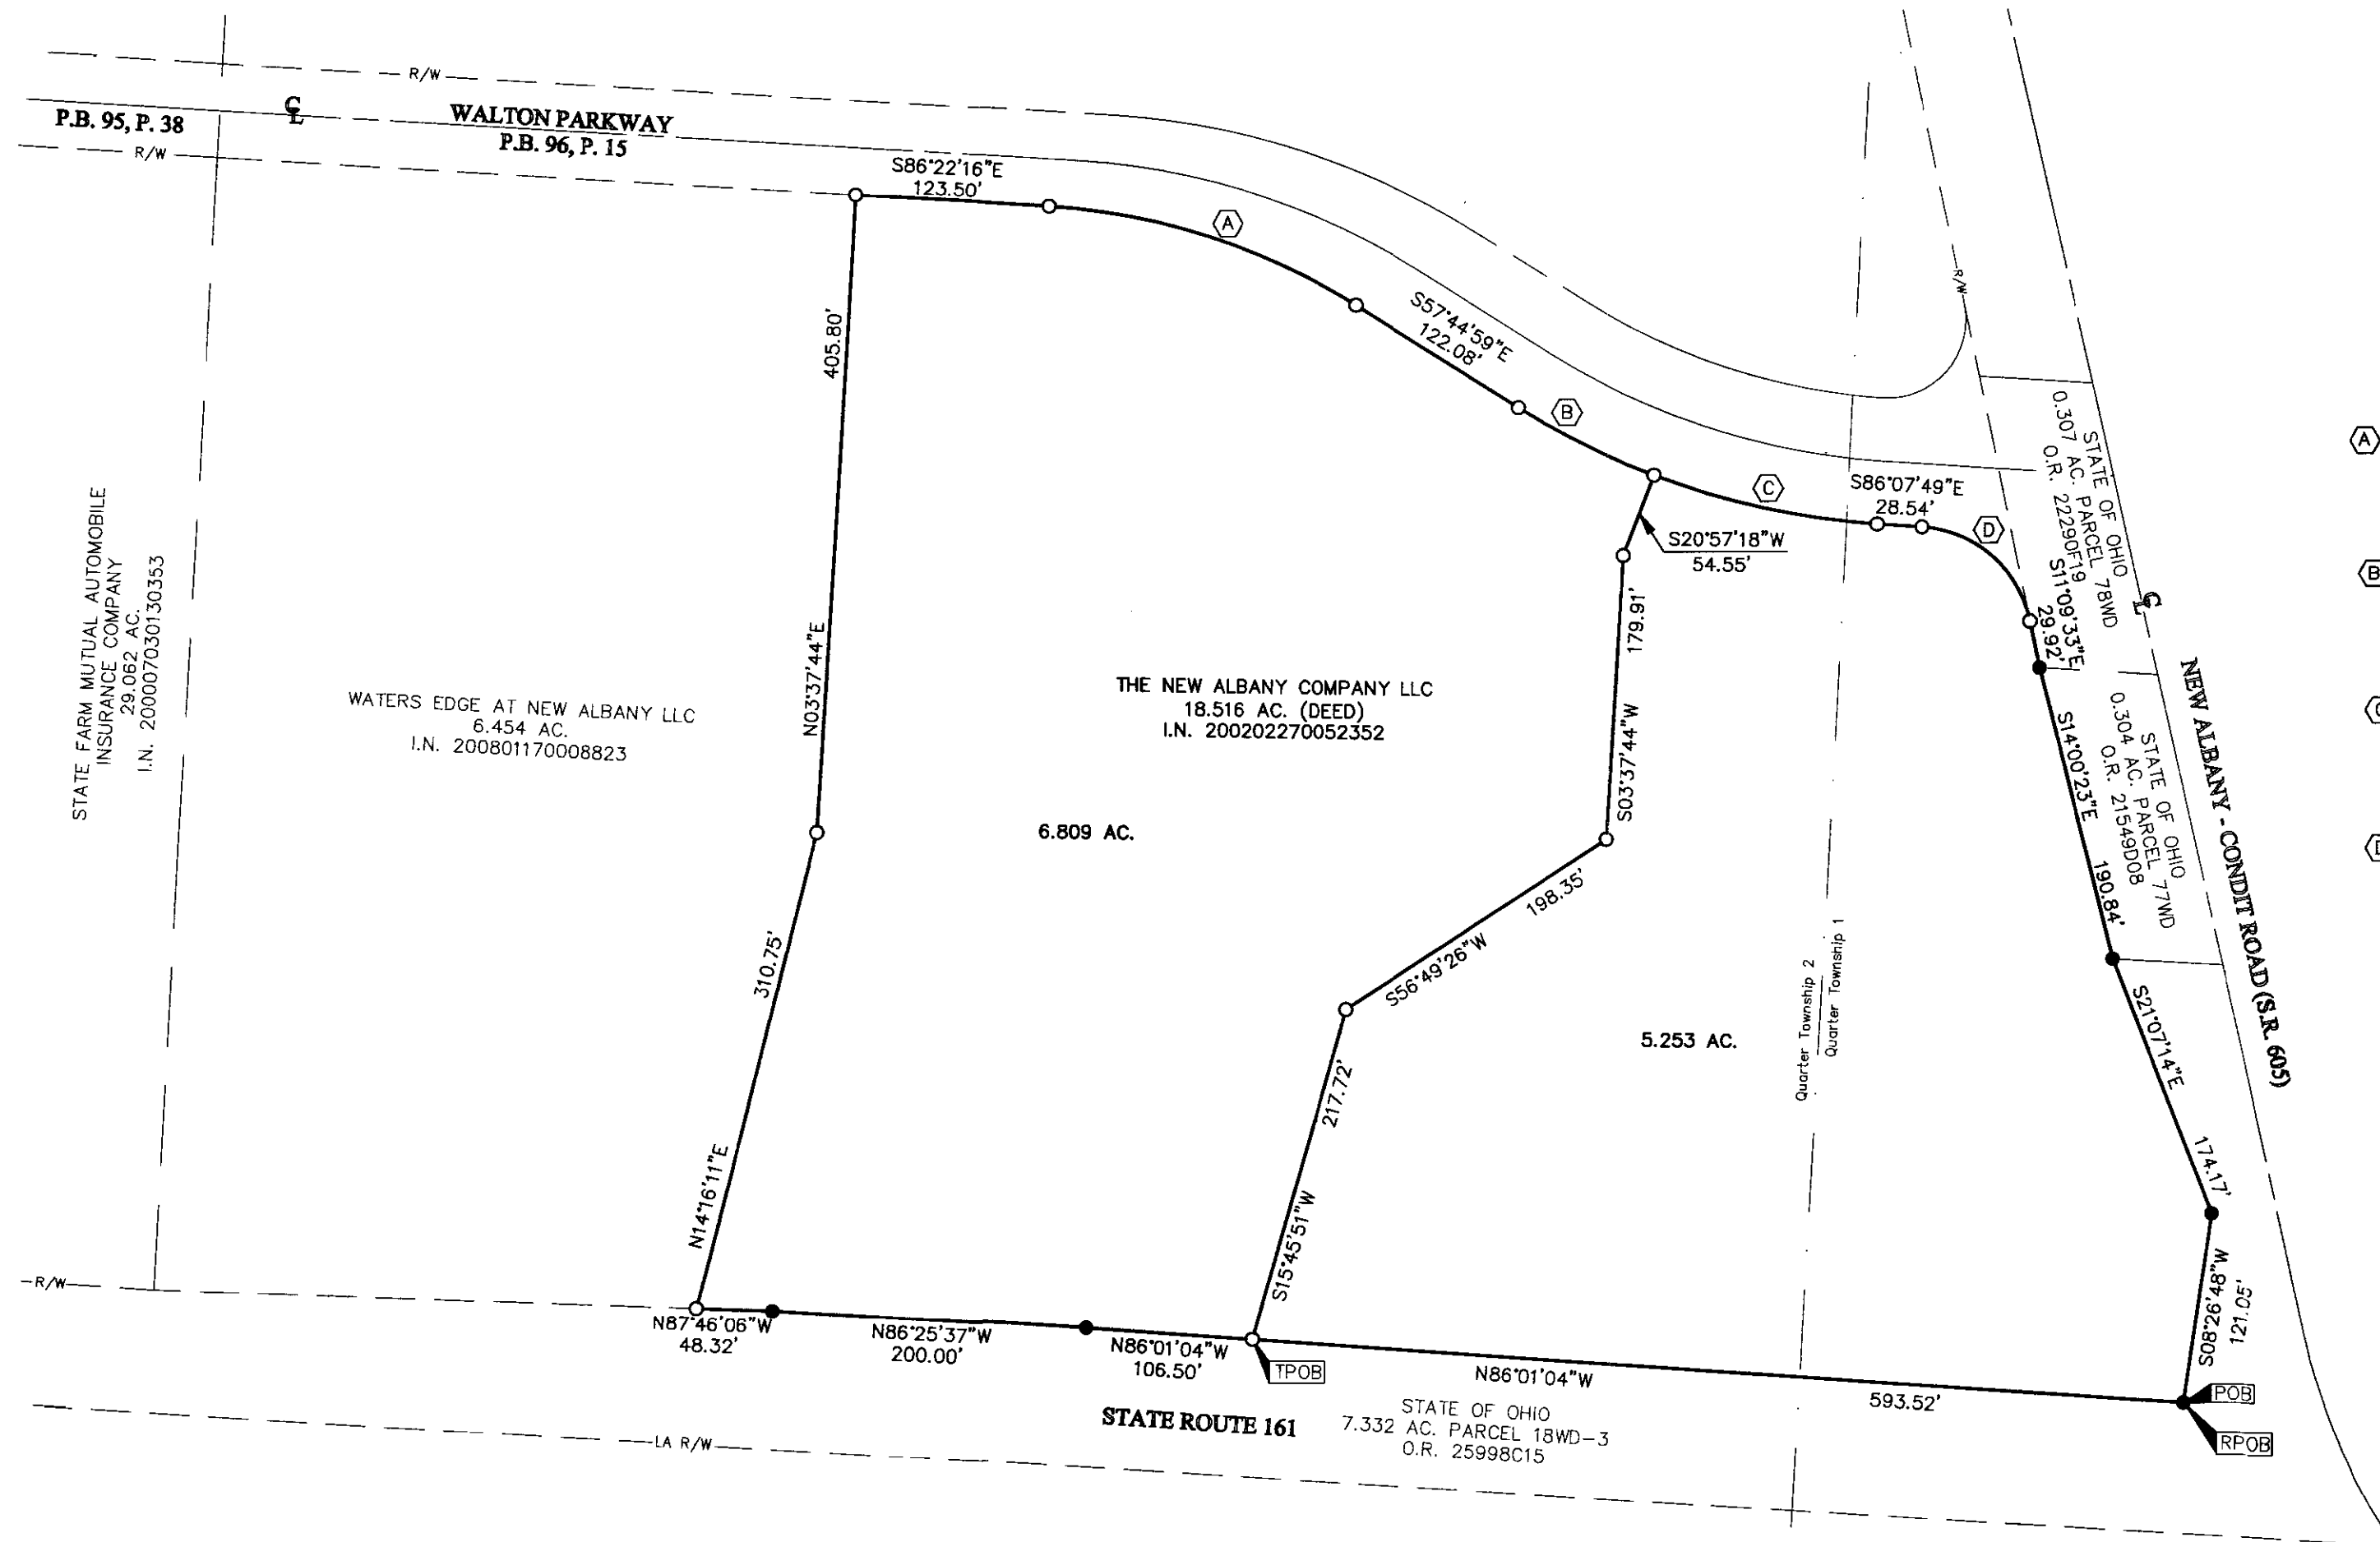 R/W
P.B. 95, P. 38
CL
WALTON PARKWAY
P.B. 96, P. 15
R/W
S86°22'16"E
123.50'
A
S57°44'59"E
122.08'
B
C
S86°07'49"E
28.54'
D
R/W
S20°57'18"W
54.55'
STATE OF OHIO
0.307 AC. PARCEL 78WD
O.R. 22290F19
S11°09'33"E
29.92'
CL
A
B
STATE OF OHIO
0.304 AC. PARCEL 77WD
O.R. 21549D08
S14°00'23"E
190.84'
NEW ALBANY - CONDIT ROAD (S.R. 605)
S21°07'14"E
174.17'
S08°26'48"W
121.05'
405.80'
N03°37'44"E
310.75'
N14°16'11"E
179.91'
S03°37'44"W
198.35'
S56°49'26"W
217.72'
S15°45'51"W
STATE FARM MUTUAL AUTOMOBILE
INSURANCE COMPANY
29.062 AC.
I.N. 200007030130353
WATERS EDGE AT NEW ALBANY LLC
6.454 AC.
I.N. 200801170008823
THE NEW ALBANY COMPANY LLC
18.516 AC. (DEED)
I.N. 200202270052352
6.809 AC.
5.253 AC.
Quarter Township 2
Quarter Township 1
R/W
N87°46'06"W
48.32'
N86°25'37"W
200.00'
N86°01'04"W
106.50'
TPOB
N86°01'04"W
593.52'
POB
RPOB
STATE ROUTE 161
STATE OF OHIO
7.332 AC. PARCEL 18WD-3
O.R. 25998C15
LA R/W